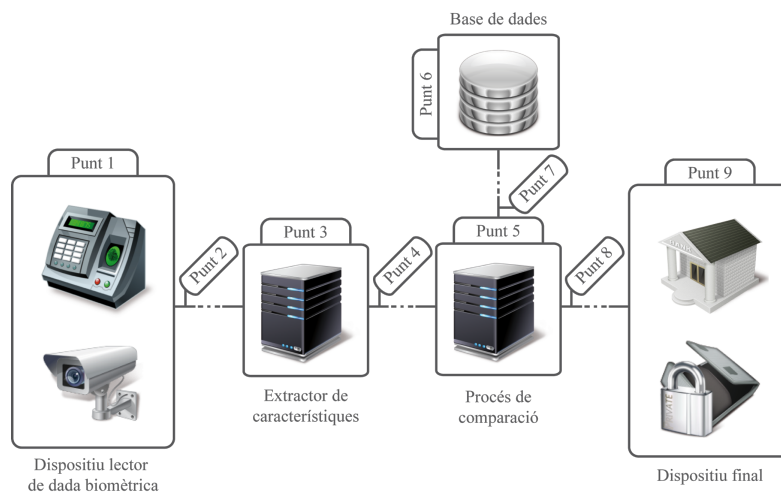 Base de dades
Punt 6
Punt 7
Punt 1
Punt 2
Punt 3
Punt 4
Punt 5
Punt 8
Punt 9
Extractor de
característíques
Procés de
comparació
Dispositiu lector
de dada biomètrica
Dispositiu final